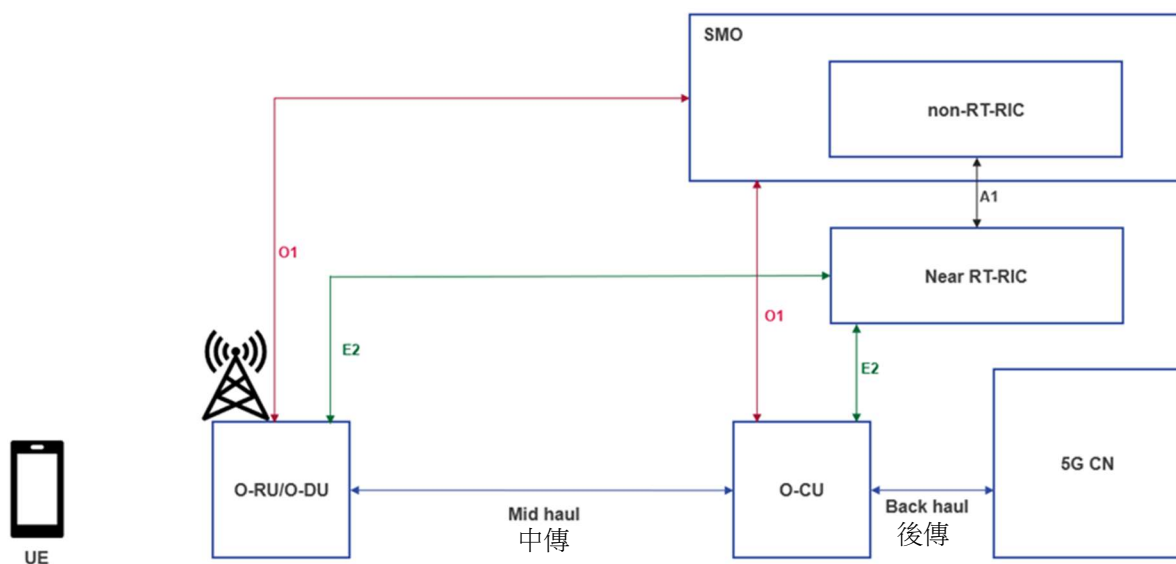 SMO
non-RT-RIC
A1
O1
Near RT-RIC
O1
E2
E2
5G CN
O-RU/O-DU
O-CU
Mid haul
中傳
Back haul
後傳
UE